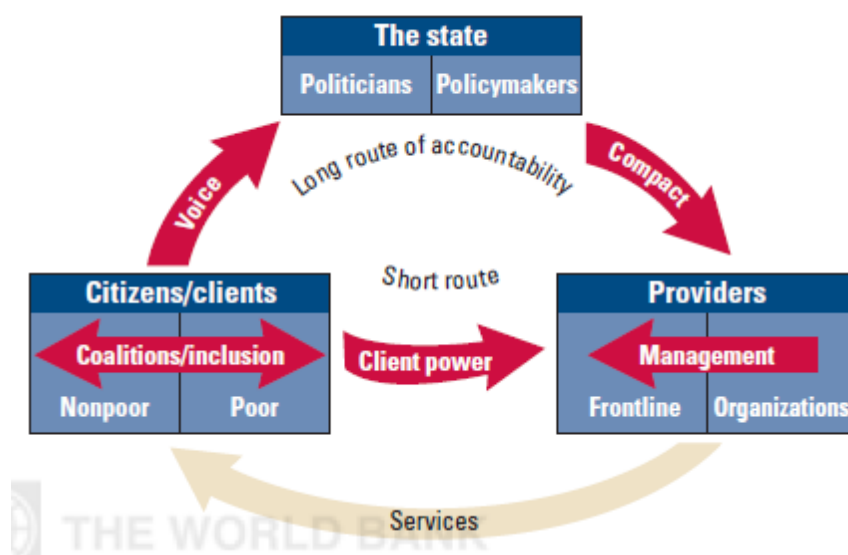 The state
Politicians Policymakers
Long route of accountability
Voice
Compact
Short route
Citizens/clients
Providers
Coalitions/inclusion
Client power
Management
Nonpoor Poor
Frontline Organizations
Services
THE WORLD BANK